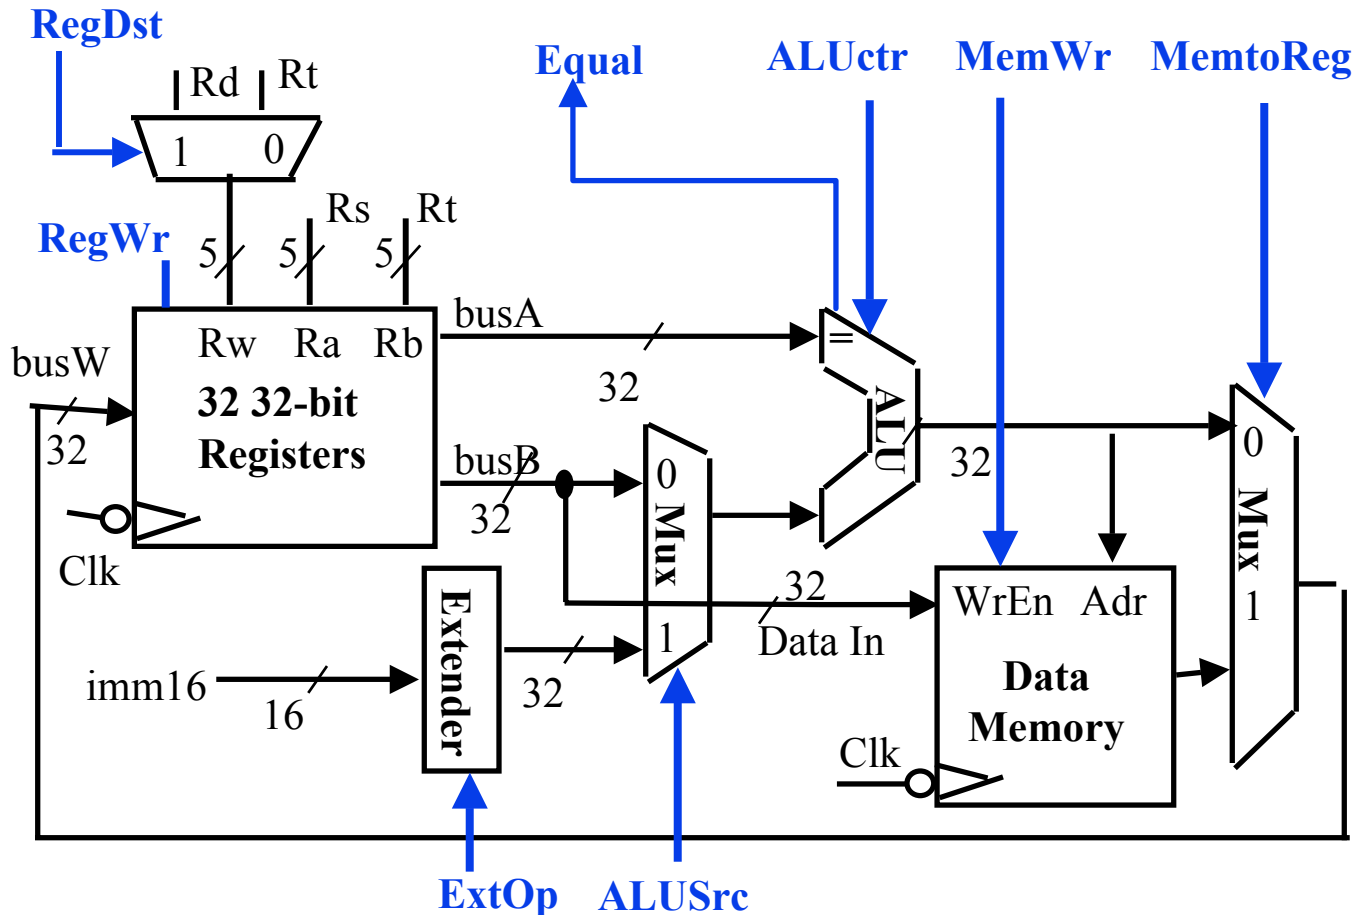 RegDst
Equal
ALUctr
MemWr
MemtoReg
Rd
Rt
1
0
RegWr
5
5
Rs
5
Rt
busW
32
Rw
Ra
Rb
32 32-bit
Registers
Clk
busA
32
busB
32
0
Mux
1
=
ALU
32
0
Mux
1
imm16
16
Extender
32
32
Data In
WrEn
Adr
Data
Memory
Clk
ExtOp
ALUSrc